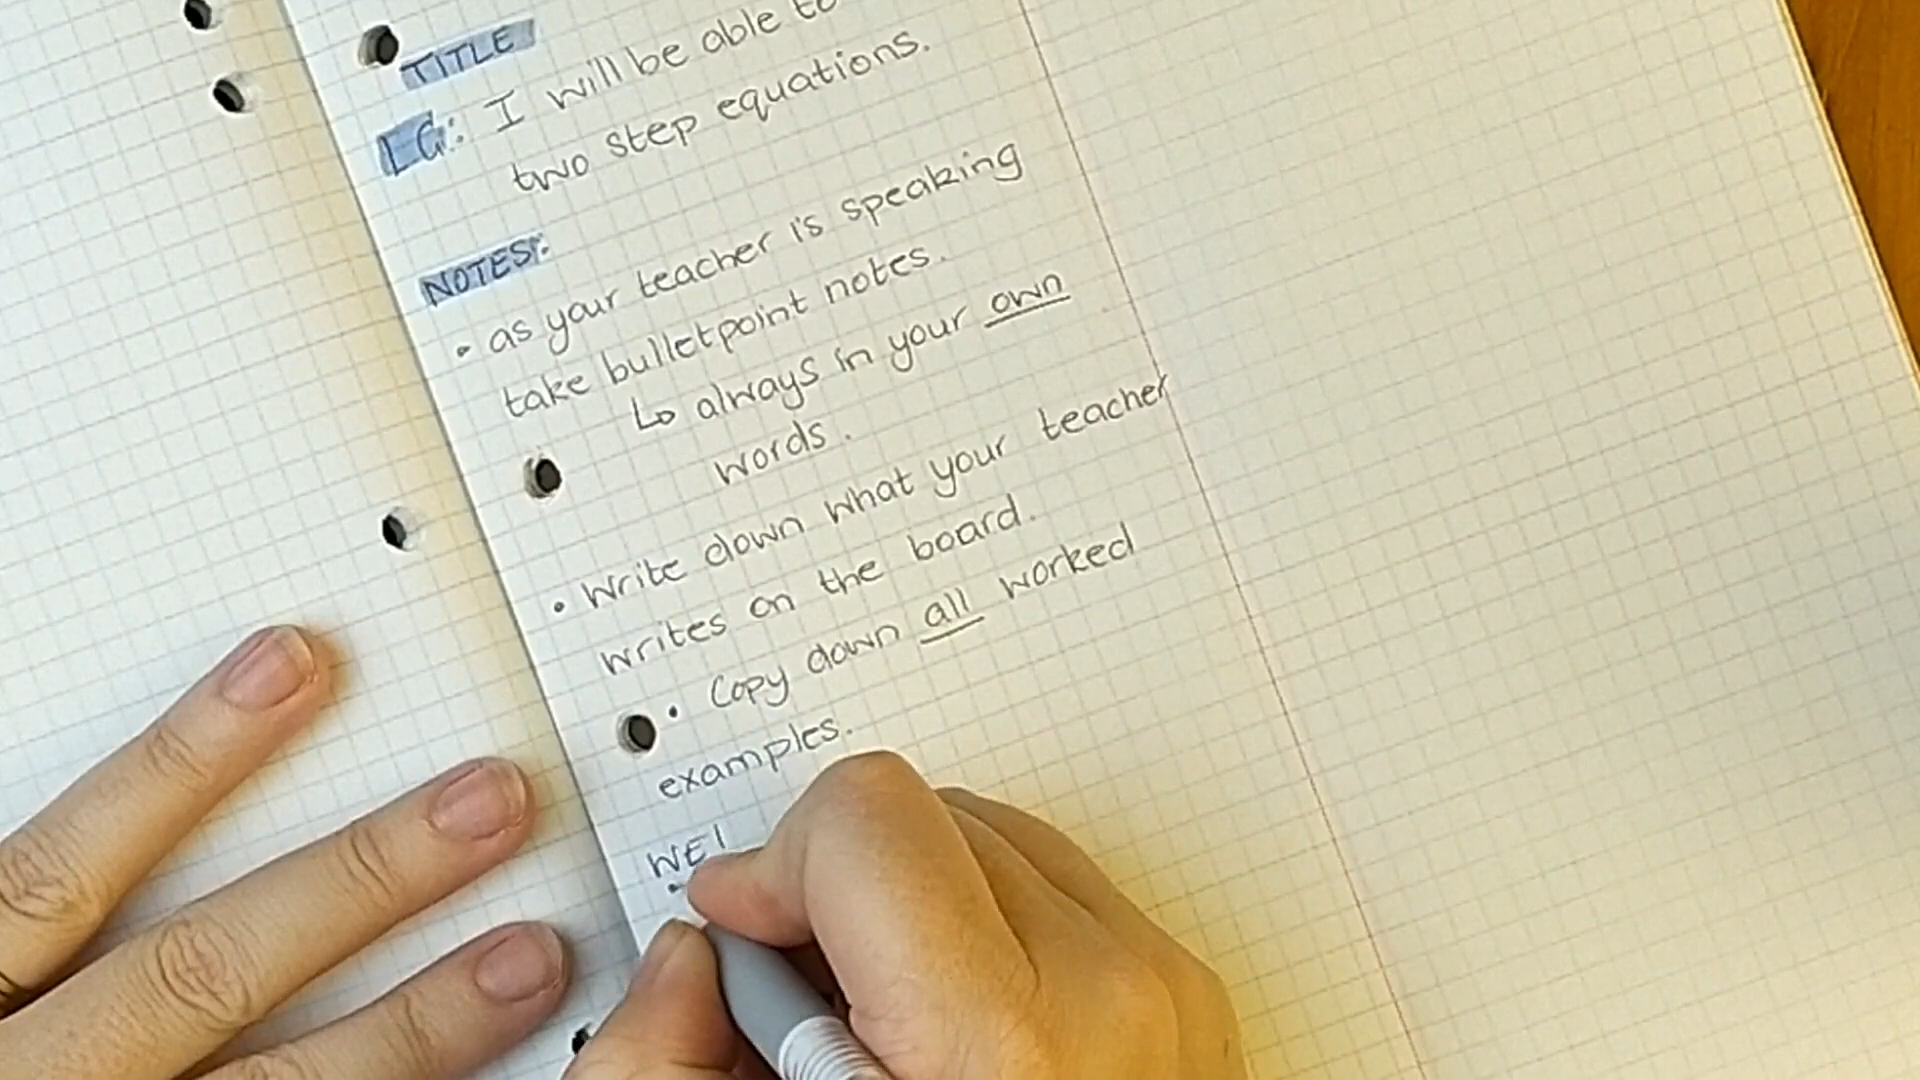 TITLE
LG: I will be able to
two step equations.
NOTES:
• as your teacher is speaking
take bulletpoint notes.
↳ always in your own
words.
• Write down what your teacher
writes on the board.
• Copy down all worked
examples.
WE1